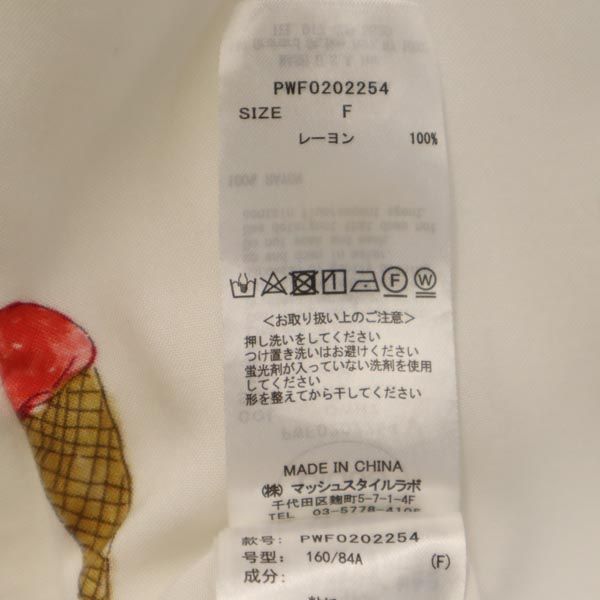 PWF0202254
SIZE F
レーヨン 100%
F W
<お取り扱い上のご注意>
押し洗いをしてください
つけ置き洗いはお避けください
蛍光剤が入っていない洗剤を使用
してください
形を整えてから干してください
MADE IN CHINA
(株) マッシュスタイルラボ
千代田区麹町5-7-1-4F
TEL 03-5778-4106
款号: PWF0202254
号型: 160/84A (F)
成分: